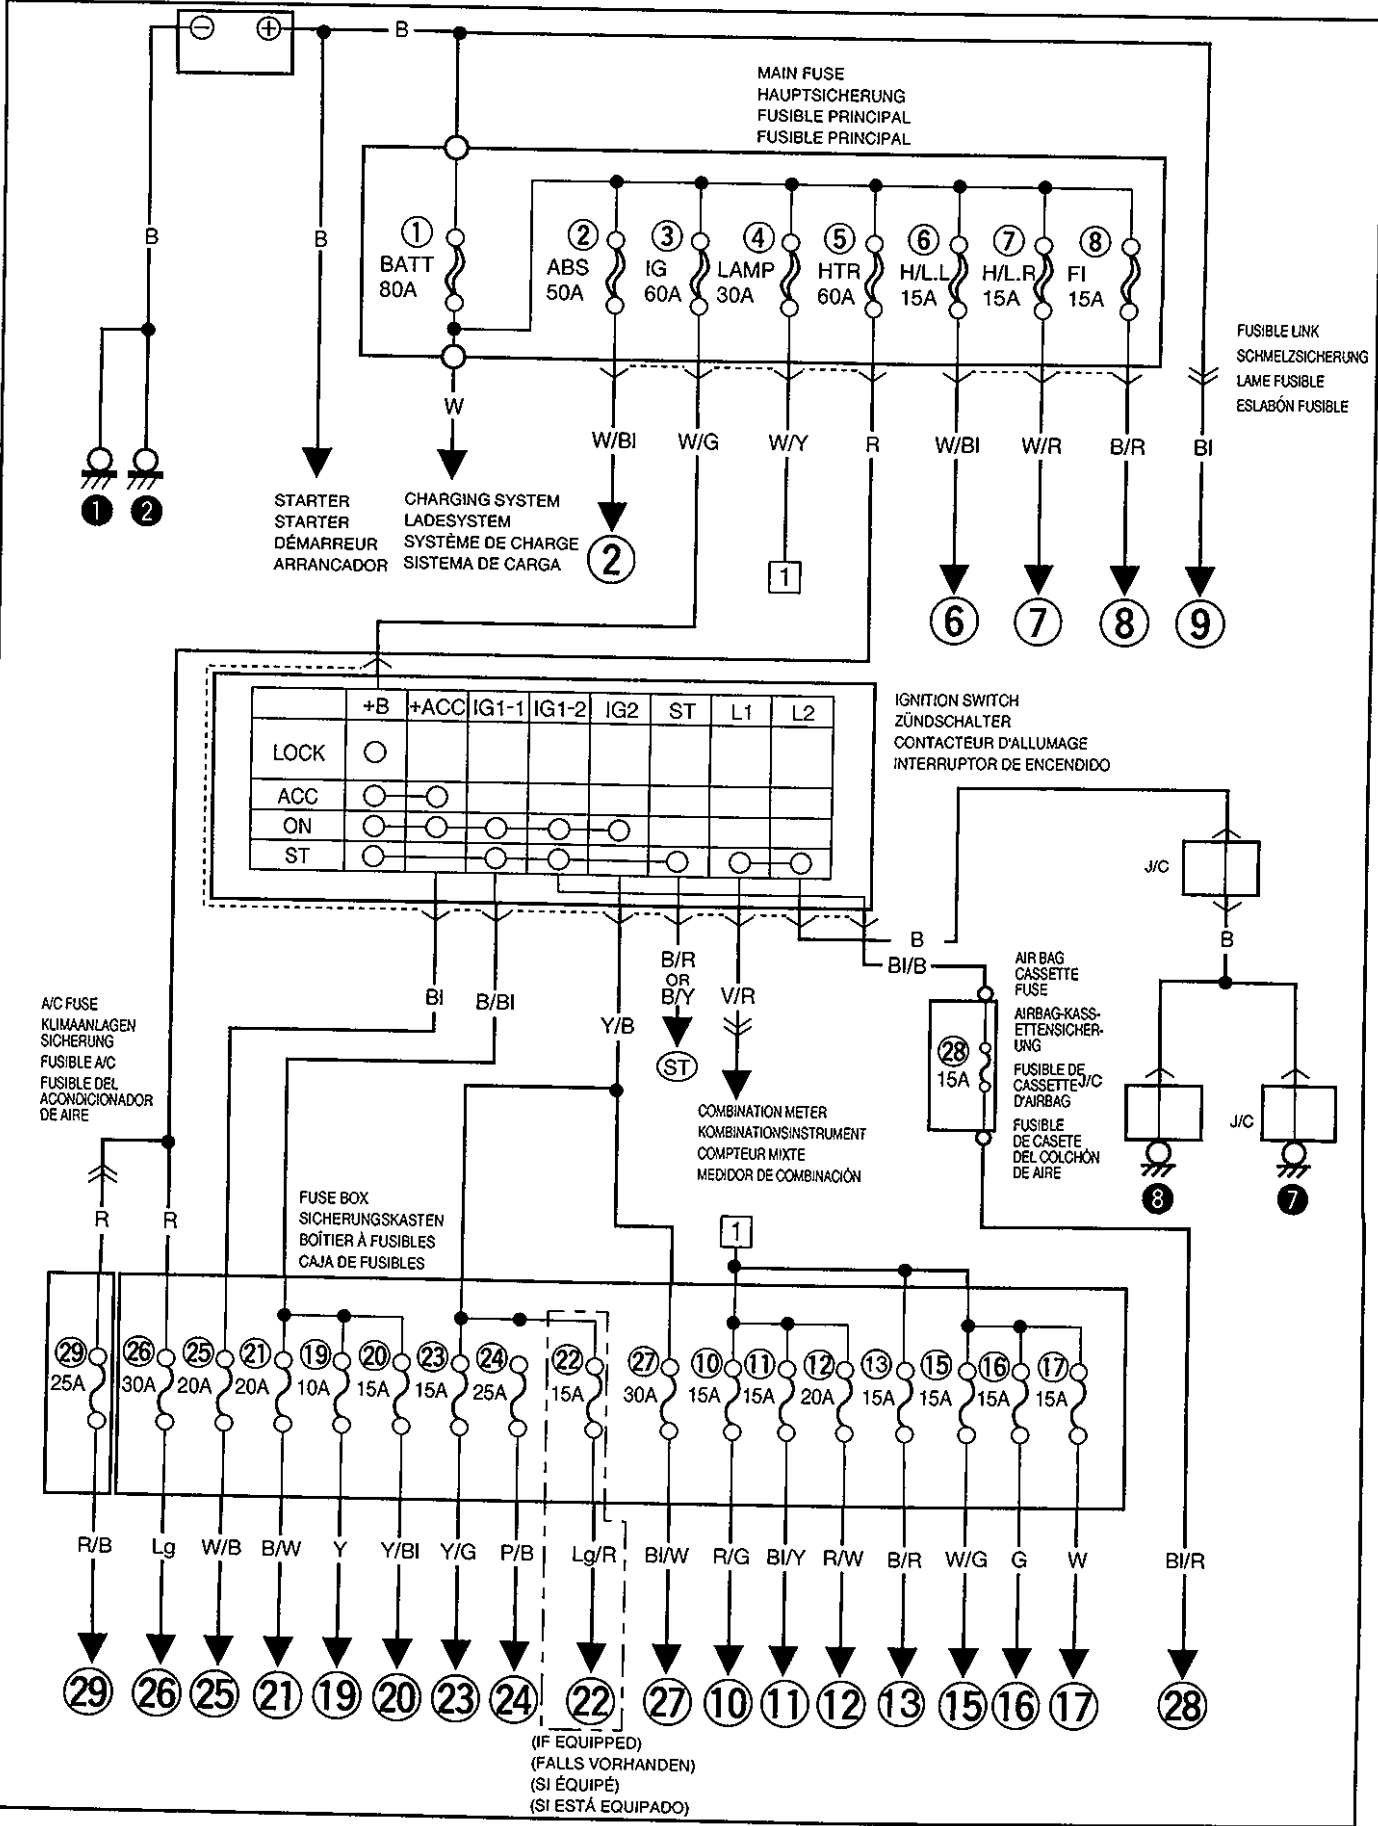 − +
B
MAIN FUSE
HAUPTSICHERUNG
FUSIBLE PRINCIPAL
FUSIBLE PRINCIPAL
B
B
1
BATT
80A
2
ABS
50A
3
IG
60A
4
LAMP
30A
5
HTR
60A
6
H/L.L
15A
7
H/L.R
15A
8
FI
15A
FUSIBLE LINK
SCHMELZSICHERUNG
LAME FUSIBLE
ESLABÓN FUSIBLE
W
W/Bl W/G W/Y R W/Bl W/R B/R Bl
1 2
STARTER
STARTER
DÉMARREUR
ARRANCADOR
CHARGING SYSTEM
LADESYSTEM
SYSTÈME DE CHARGE
SISTEMA DE CARGA
2
1
6 7 8 9
+B +ACC IG1-1 IG1-2 IG2 ST L1 L2
LOCK
ACC
ON
ST
IGNITION SWITCH
ZÜNDSCHALTER
CONTACTEUR D'ALLUMAGE
INTERRUPTOR DE ENCENDIDO
J/C
B
B
Bl/B
Bl
B/Bl
Y/B
B/R
OR
B/Y
V/R
ST
COMBINATION METER
KOMBINATIONSINSTRUMENT
COMPTEUR MIXTE
MEDIDOR DE COMBINACIÓN
28
15A
AIR BAG
CASSETTE
FUSE
AIRBAG-KASS-
ETTENSICHER-
UNG
FUSIBLE DE
CASSETTE
D'AIRBAG
FUSIBLE
DE CASETE
DEL COLCHÓN
DE AIRE
J/C
J/C
8 7
A/C FUSE
KLIMAANLAGEN
SICHERUNG
FUSIBLE A/C
FUSIBLE DEL
ACONDICIONADOR
DE AIRE
R R
FUSE BOX
SICHERUNGSKASTEN
BOÎTIER À FUSIBLES
CAJA DE FUSIBLES
1
29
25A
26
30A
25
20A
21
20A
19
10A
20
15A
23
15A
24
25A
22
15A
27
30A
10
15A
11
15A
12
20A
13
15A
15
15A
16
15A
17
15A
R/B Lg W/B B/W Y Y/Bl Y/G P/B Lg/R Bl/W R/G Bl/Y R/W B/R W/G G W Bl/R
29 26 25 21 19 20 23 24 22 27 10 11 12 13 15 16 17 28
(IF EQUIPPED)
(FALLS VORHANDEN)
(SI ÉQUIPÉ)
(SI ESTÁ EQUIPADO)